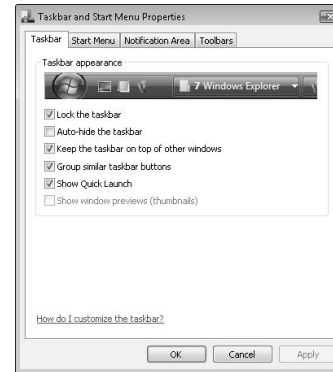 Taskbar and Start Menu Properties
Taskbar Start Menu Notification Area Toolbars
Taskbar appearance
7 Windows Explorer
Lock the taskbar
Auto-hide the taskbar
Keep the taskbar on top of other windows
Group similar taskbar buttons
Show Quick Launch
Show window previews (thumbnails)
How do I customize the taskbar?
OK Cancel Apply